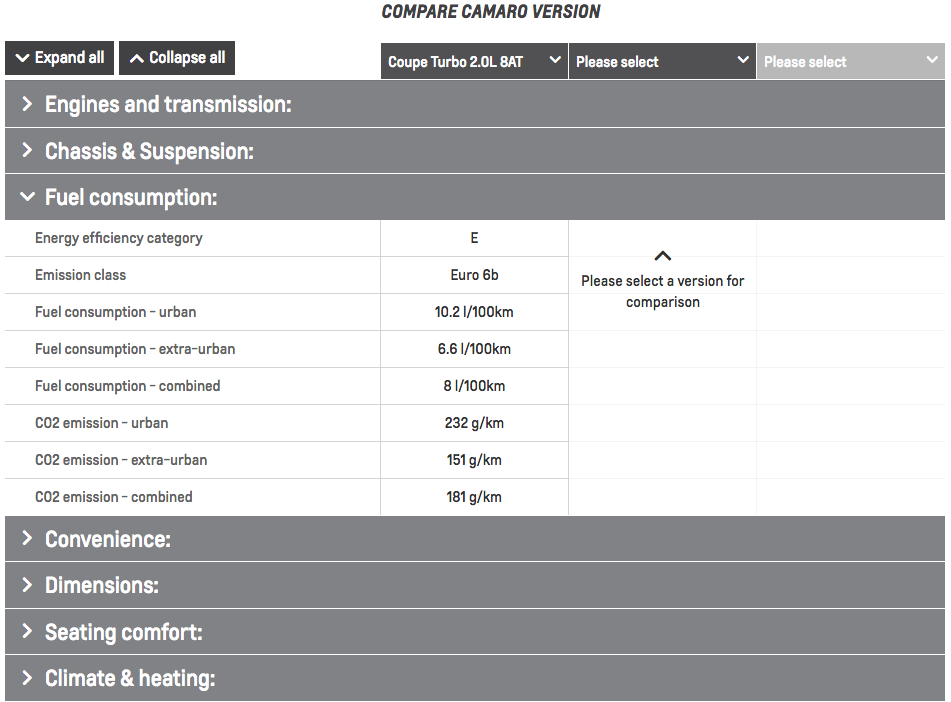 COMPARE CAMARO VERSION
Expand all
Collapse all
Coupe Turbo 2.0L 8AT
Please select
Please select
Engines and transmission:
Chassis & Suspension:
Fuel consumption:
Energy efficiency category
E
Emission class
Euro 6b
Please select a version for
comparison
Fuel consumption - urban
10.2 l/100km
Fuel consumption - extra-urban
6.6 l/100km
Fuel consumption - combined
8 l/100km
CO2 emission - urban
232 g/km
CO2 emission - extra-urban
151 g/km
CO2 emission - combined
181 g/km
Convenience:
Dimensions:
Seating comfort:
Climate & heating: